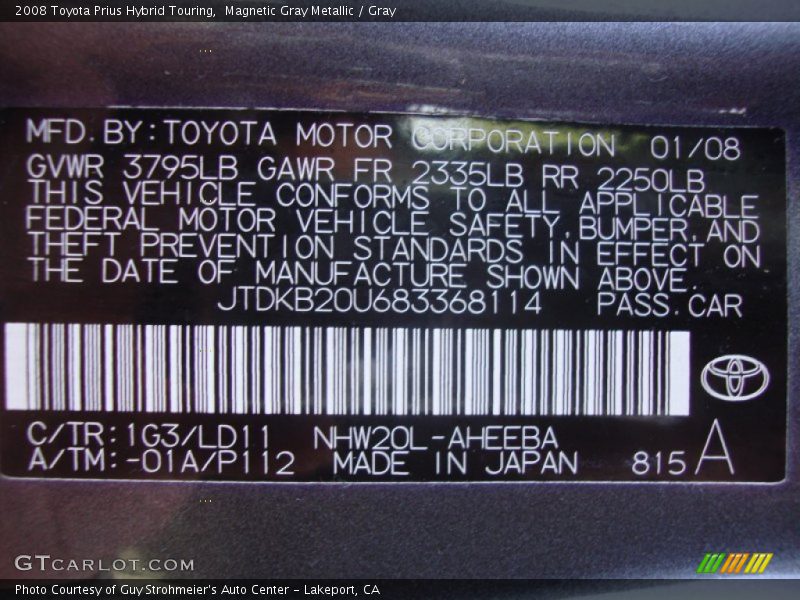 2008 Toyota Prius Hybrid Touring,  Magnetic Gray Metallic / Gray
MFD. BY: TOYOTA MOTOR CORPORATION 01/08
GVWR 3795LB GAWR FR 2335LB RR 2250LB
THIS VEHICLE CONFORMS TO ALL APPLICABLE
FEDERAL MOTOR VEHICLE SAFETY, BUMPER, AND
THEFT PREVENTION STANDARDS IN EFFECT ON
THE DATE OF MANUFACTURE SHOWN ABOVE.
JTDKB20U683368114 PASS. CAR
C/TR: 1G3/LD11 NHW20L-AHEEBA
A/TM: -01A/P112 MADE IN JAPAN 815 A
GTCARLOT.COM
Photo Courtesy of Guy Strohmeier's Auto Center - Lakeport, CA